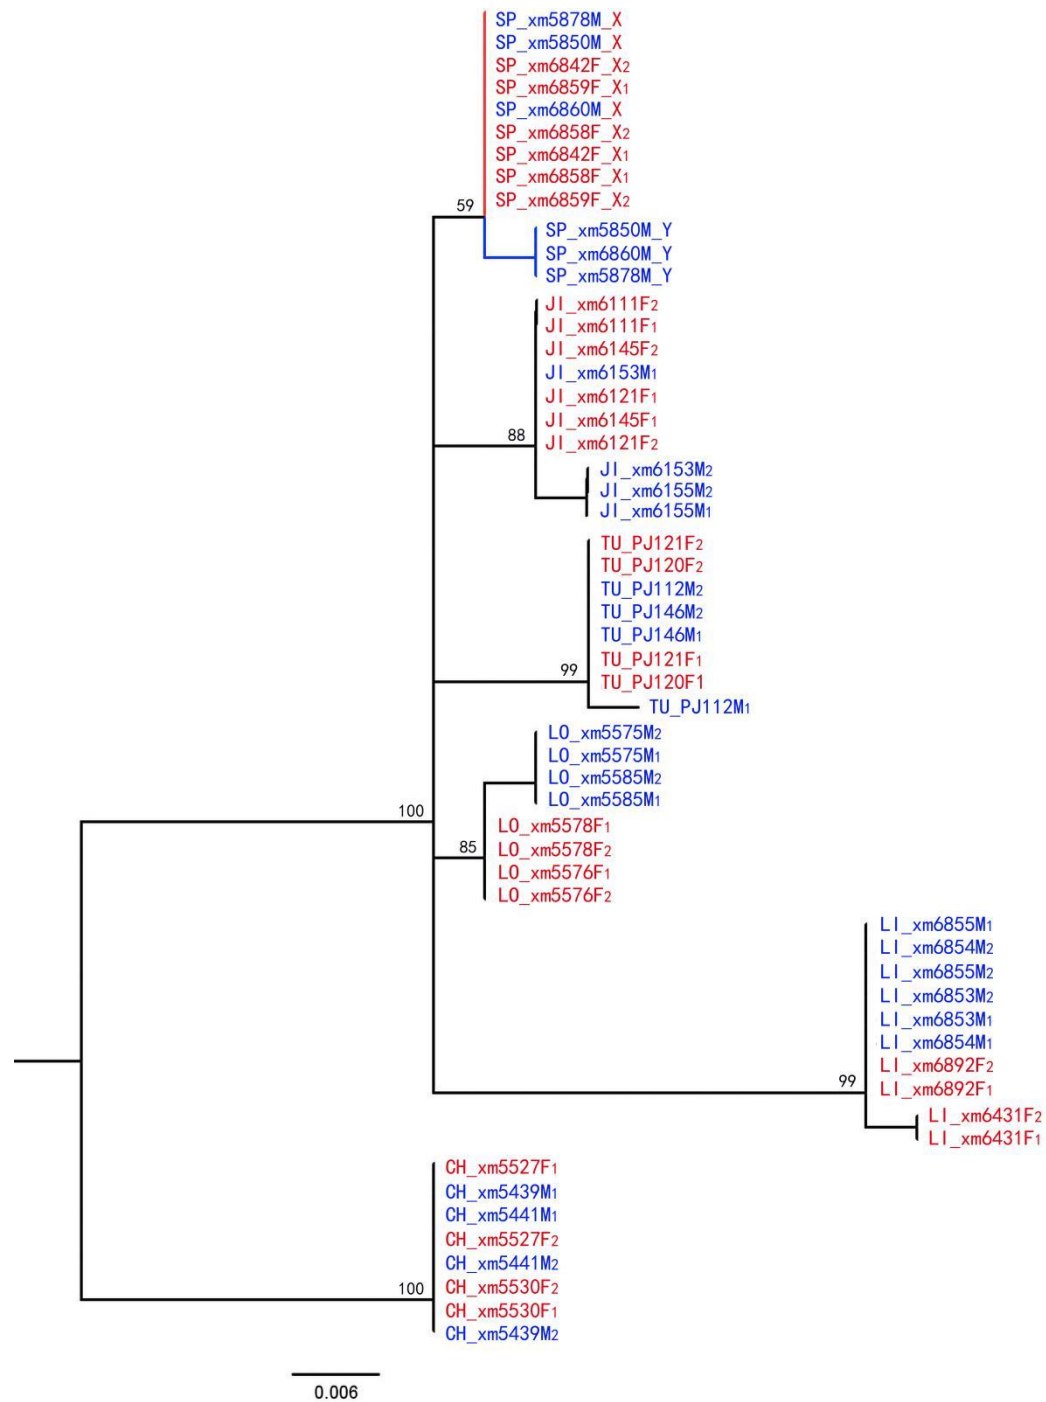 SP_xm5878M_X
SP_xm5850M_X
SP_xm6842F_X2
SP_xm6859F_X1
SP_xm6860M_X
SP_xm6858F_X2
SP_xm6842F_X1
SP_xm6858F_X1
SP_xm6859F_X2
59
SP_xm5850M_Y
SP_xm6860M_Y
SP_xm5878M_Y
JI_xm6111F2
JI_xm6111F1
JI_xm6145F2
JI_xm6153M1
JI_xm6121F1
JI_xm6145F1
88
JI_xm6121F2
JI_xm6153M2
JI_xm6155M2
JI_xm6155M1
TU_PJ121F2
TU_PJ120F2
TU_PJ112M2
TU_PJ146M2
TU_PJ146M1
TU_PJ121F1
99
TU_PJ120F1
TU_PJ112M1
LO_xm5575M2
LO_xm5575M1
LO_xm5585M2
LO_xm5585M1
100
LO_xm5578F1
85
LO_xm5578F2
LO_xm5576F1
LO_xm5576F2
LI_xm6855M1
LI_xm6854M2
LI_xm6855M2
LI_xm6853M2
LI_xm6853M1
LI_xm6854M1
LI_xm6892F2
99
LI_xm6892F1
LI_xm6431F2
LI_xm6431F1
CH_xm5527F1
CH_xm5439M1
CH_xm5441M1
CH_xm5527F2
CH_xm5441M2
100
CH_xm5530F2
CH_xm5530F1
CH_xm5439M2
0.006